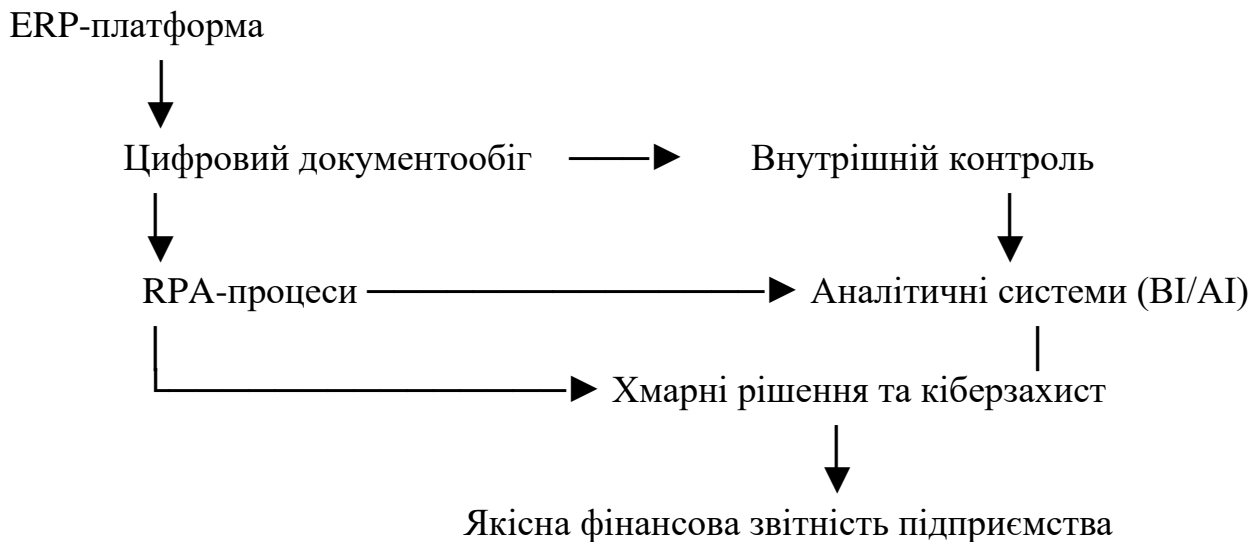 ERP-платформа
Цифровий документообіг
Внутрішній контроль
RPA-процеси
Аналітичні системи (BI/AI)
Хмарні рішення та кіберзахист
Якісна фінансова звітність підприємства